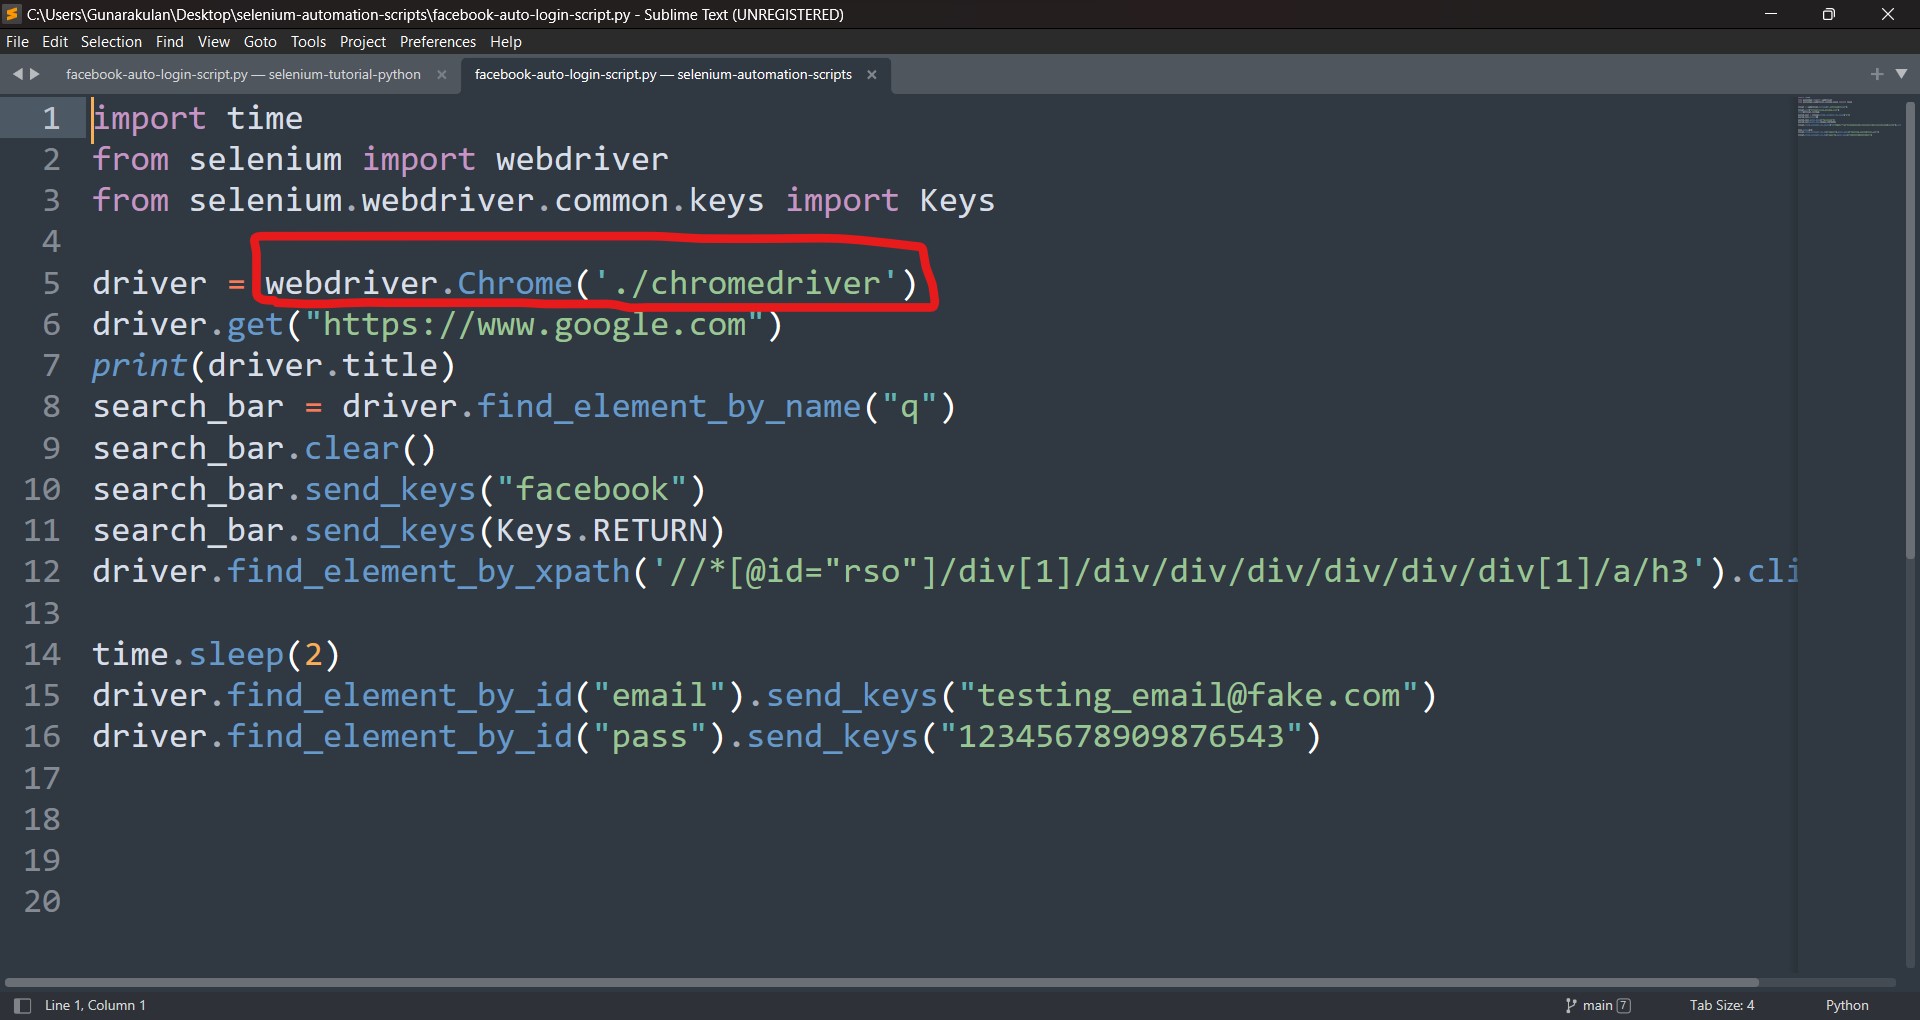 C:\Users\Gunarakulan\Desktop\selenium-automation-scripts\facebook-auto-login-script.py - Sublime Text (UNREGISTERED)
File Edit Selection Find View Goto Tools Project Preferences Help
facebook-auto-login-script.py — selenium-tutorial-python
facebook-auto-login-script.py — selenium-automation-scripts
1 import time
2 from selenium import webdriver
3 from selenium.webdriver.common.keys import Keys
4
5 driver = webdriver.Chrome('./chromedriver')
6 driver.get("https://www.google.com")
7 print(driver.title)
8 search_bar = driver.find_element_by_name("q")
9 search_bar.clear()
10 search_bar.send_keys("facebook")
11 search_bar.send_keys(Keys.RETURN)
12 driver.find_element_by_xpath('//*[@id="rso"]/div[1]/div/div/div/div/div/div[1]/a/h3').cli
13
14 time.sleep(2)
15 driver.find_element_by_id("email").send_keys("testing_email@fake.com")
16 driver.find_element_by_id("pass").send_keys("12345678909876543")
17
18
19
20
Line 1, Column 1
main 7
Tab Size: 4
Python